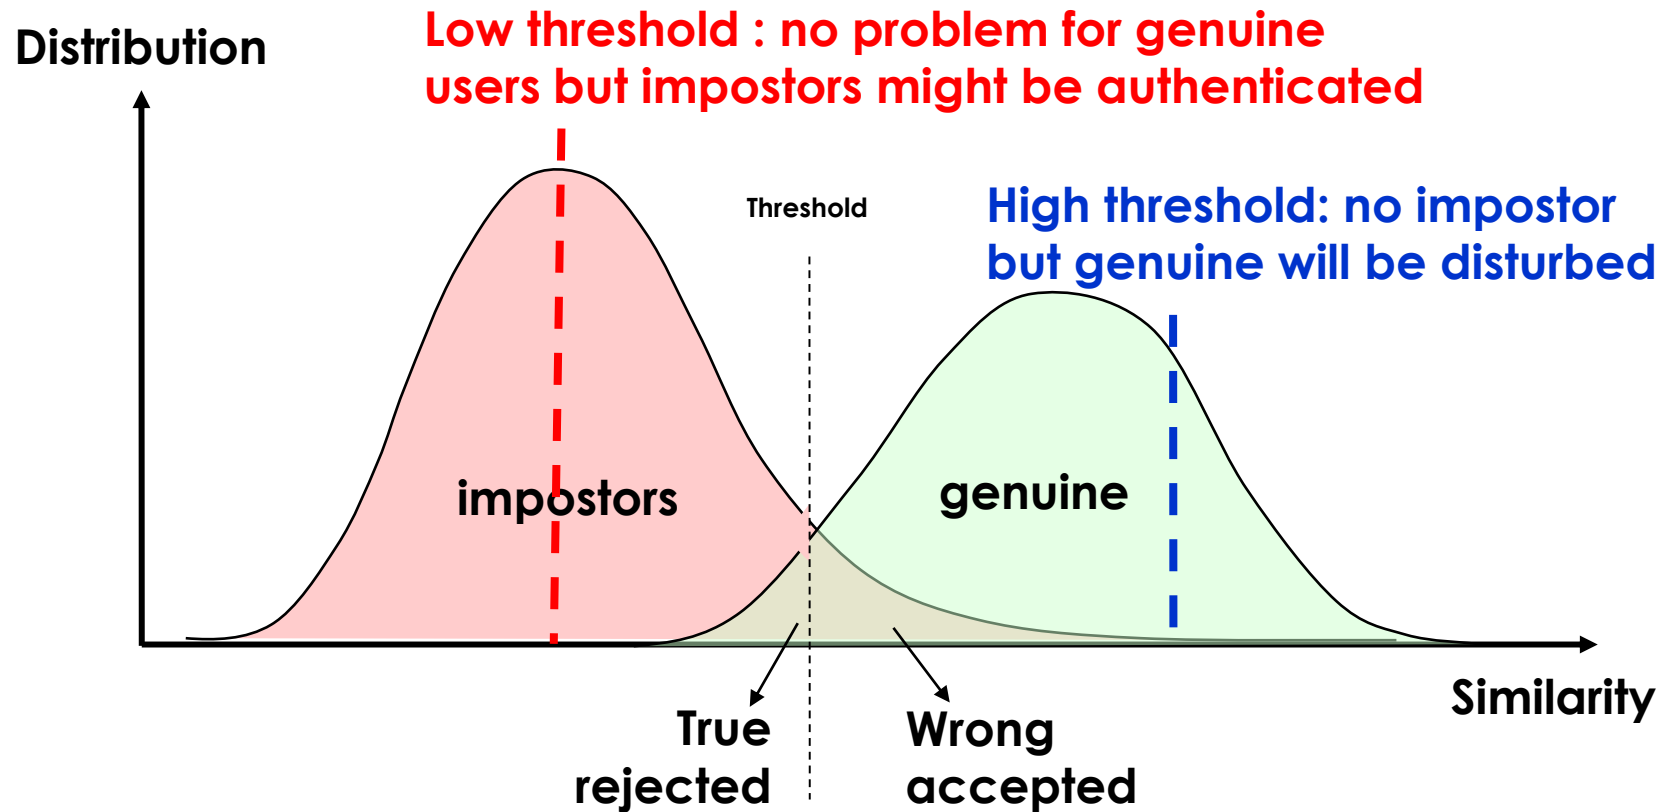 Distribution
Low threshold : no problem for genuine
users but impostors might be authenticated
Threshold
High threshold: no impostor
but genuine will be disturbed
impostors
genuine
Similarity
True
rejected
Wrong
accepted